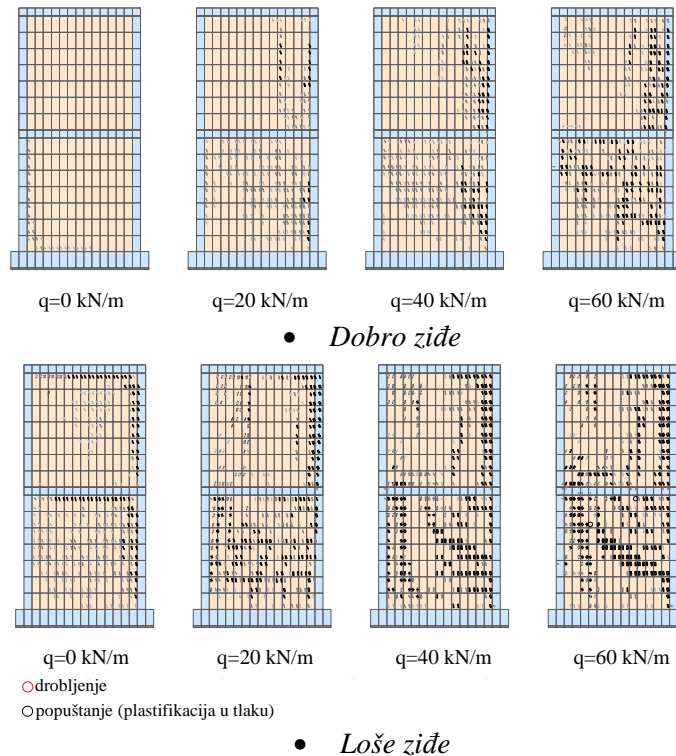 q=0 kN/m q=20 kN/m q=40 kN/m q=60 kN/m
• Dobro ziđe
q=0 kN/m q=20 kN/m q=40 kN/m q=60 kN/m
drobljenje
popuštanje (plastifikacija u tlaku)
• Loše ziđe